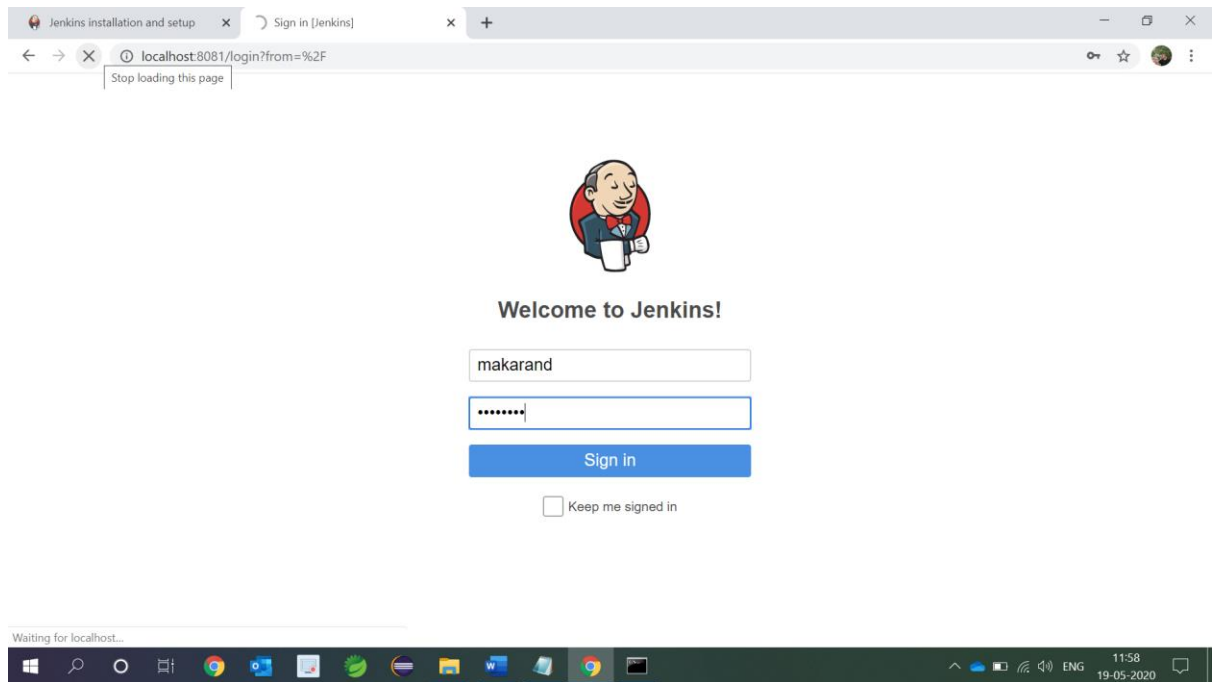 Jenkins installation and setup
Sign in [Jenkins]
localhost:8081/login?from=%2F
Stop loading this page
Welcome to Jenkins!
makarand
••••••••
Sign in
Keep me signed in
Waiting for localhost...
ENG
11:58
19-05-2020